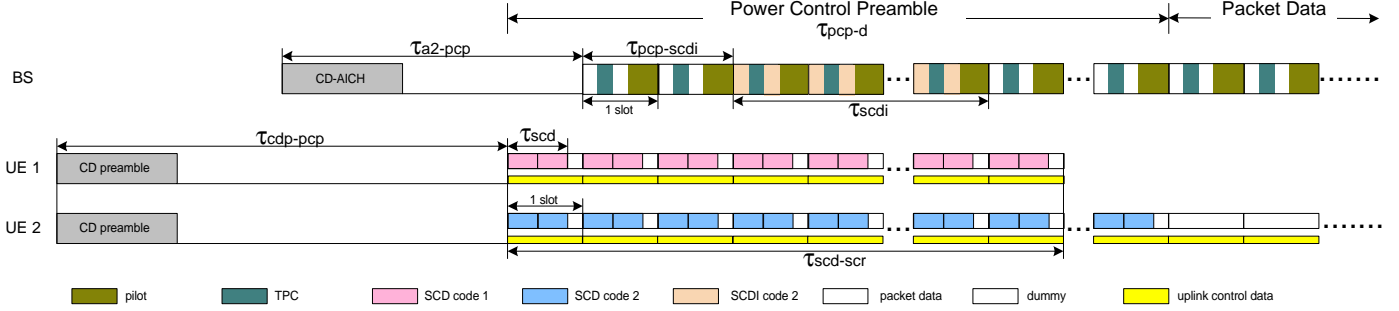 Power Control Preamble Packet Data
τpcp-d
τa2-pcp τpcp-scdi
BS CD-AICH ... ... .......
1 slot τscdi
τcdp-pcp τscd
UE 1 CD preamble ...
1 slot
UE 2 CD preamble ... ... .......
τscd-scr
pilot TPC SCD code 1 SCD code 2 SCDI code 2 packet data dummy uplink control data